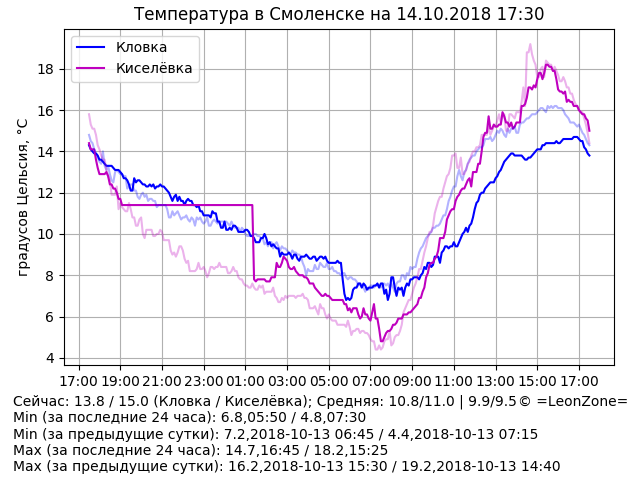 Температура в Смоленске на 14.10.2018 17:30
Кловка
Киселёвка
градусов Цельсия, °C
18
16
14
12
10
8
6
4
17:00 19:00 21:00 23:00 01:00 03:00 05:00 07:00 09:00 11:00 13:00 15:00 17:00
Сейчас: 13.8 / 15.0 (Кловка / Киселёвка); Средняя: 10.8/11.0 | 9.9/9.5© =LeonZone=
Min (за последние 24 часа): 6.8,05:50 / 4.8,07:30
Min (за предыдущие сутки): 7.2,2018-10-13 06:45 / 4.4,2018-10-13 07:15
Max (за последние 24 часа): 14.7,16:45 / 18.2,15:25
Max (за предыдущие сутки): 16.2,2018-10-13 15:30 / 19.2,2018-10-13 14:40